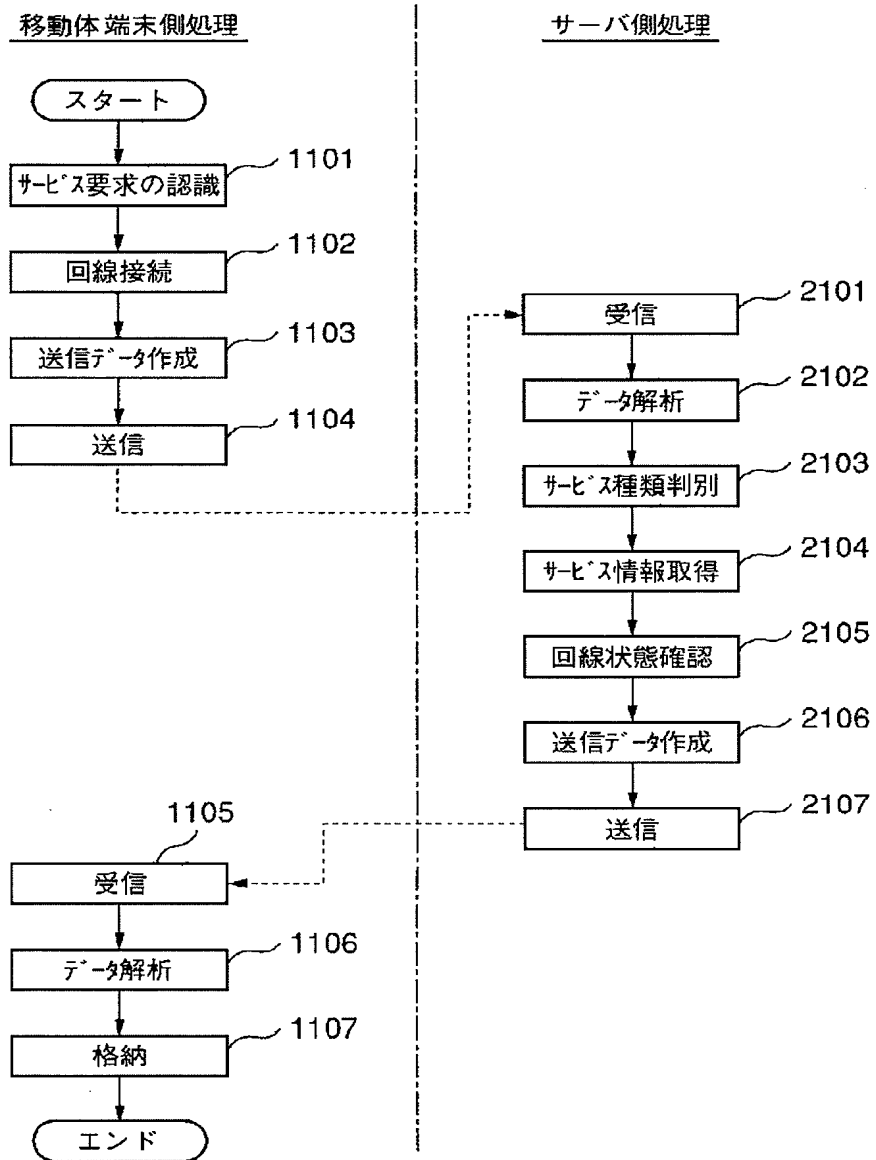 移動体端末側処理
サーバ側処理
スタート
1101
サービス要求の認識
1102
回線接続
1103
送信データ作成
1104
送信
2101
受信
2102
データ解析
2103
サービス種類判別
2104
サービス情報取得
2105
回線状態確認
2106
送信データ作成
2107
送信
1105
受信
1106
データ解析
1107
格納
エンド